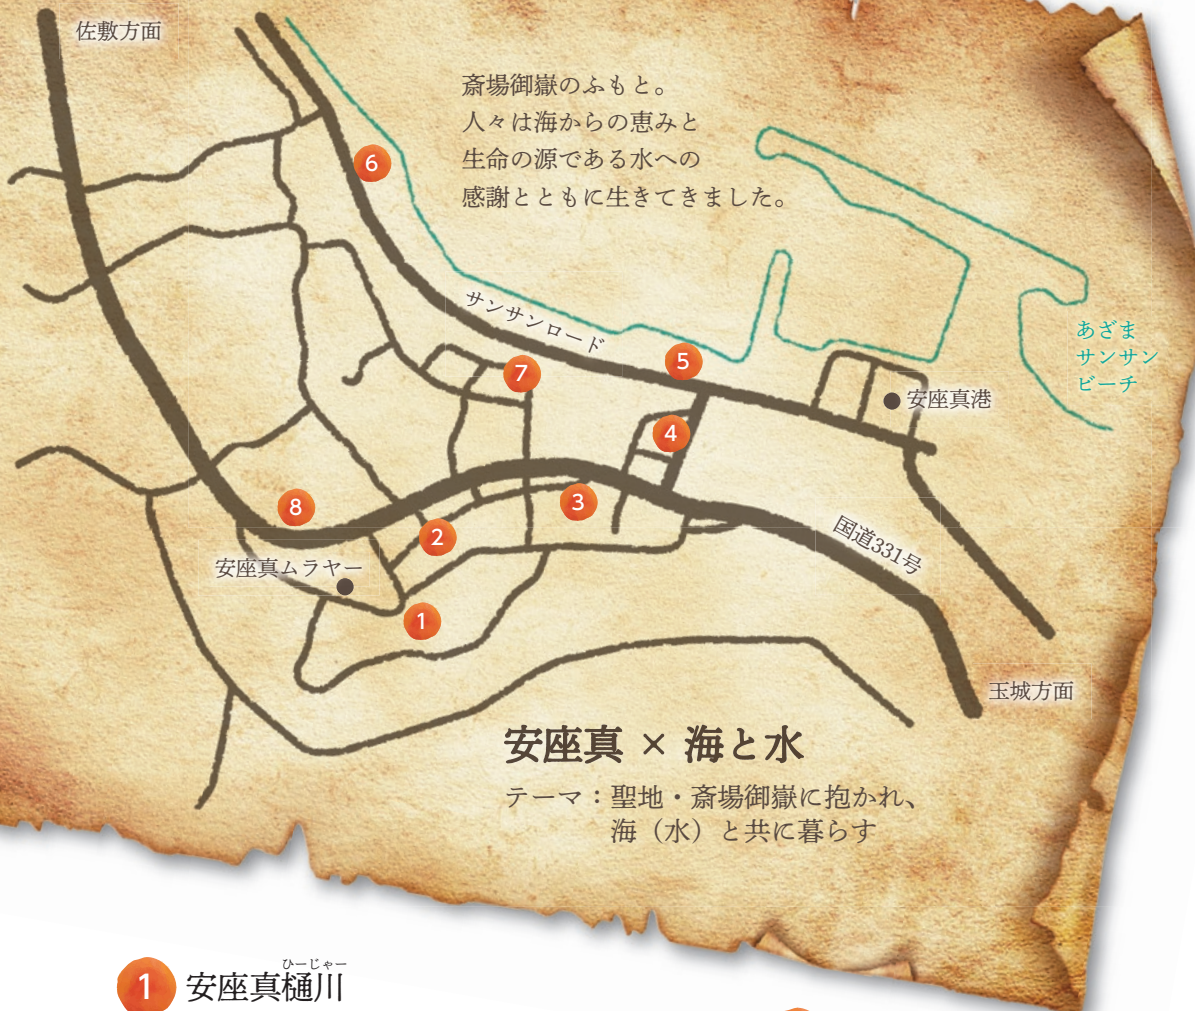 佐敷方面
斎場御嶽のふもと。
人々は海からの恵みと
生命の源である水への
感謝とともに生きてきました。
6
サンサンロード
あざま
サンサン
ビーチ
5
7
安座真港
4
8
3
2
国道331号
安座真ムラヤー
1
玉城方面
安座真 × 海と水
テーマ：聖地・斎場御嶽に抱かれ、
海（水）と共に暮らす
ひーじゃー
1 安座真樋川